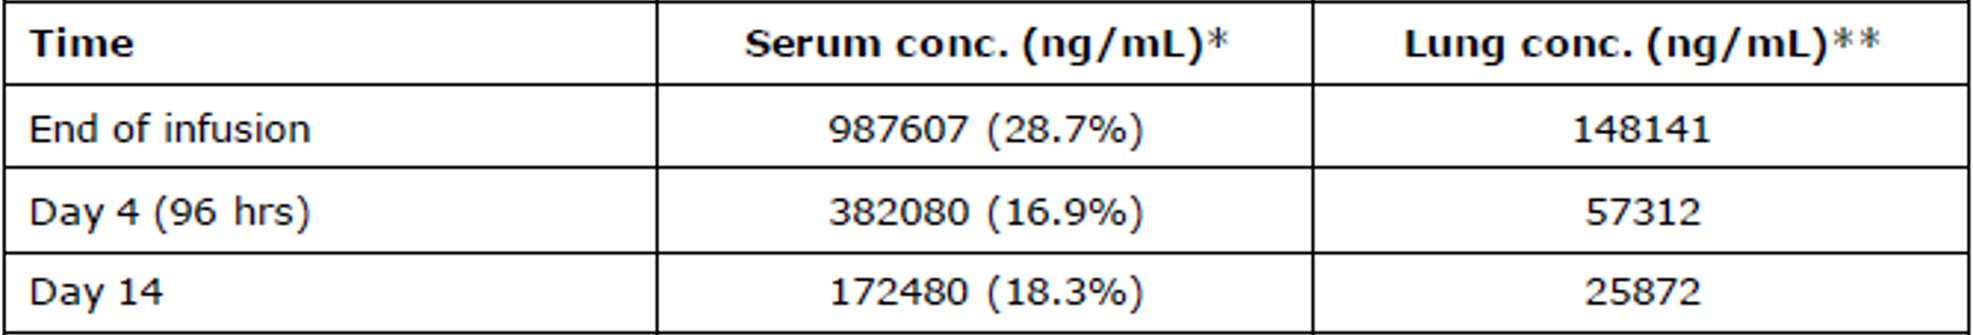 Time Serum conc. (ng/mL)* Lung conc. (ng/mL)**
End of infusion 987607 (28.7%) 148141
Day 4 (96 hrs) 382080 (16.9%) 57312
Day 14 172480 (18.3%) 25872